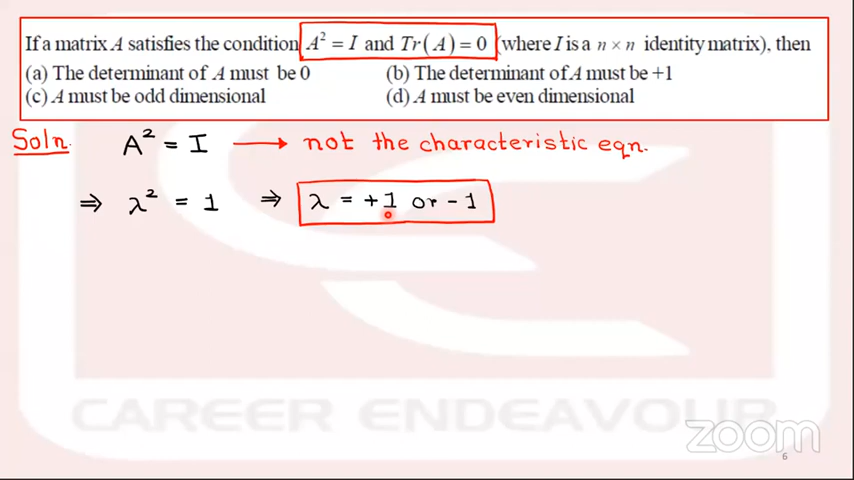 If a matrix A satisfies the condition A² = I and Tr(A) = 0 (where I is a n × n identity matrix), then
(a) The determinant of A must be 0 (b) The determinant of A must be +1
(c) A must be odd dimensional (d) A must be even dimensional
Soln. A² = I → not the characteristic eqn.
⇒ λ² = 1 ⇒ λ = +1 or -1
CAREER ENDEAVOUR
zoom
6